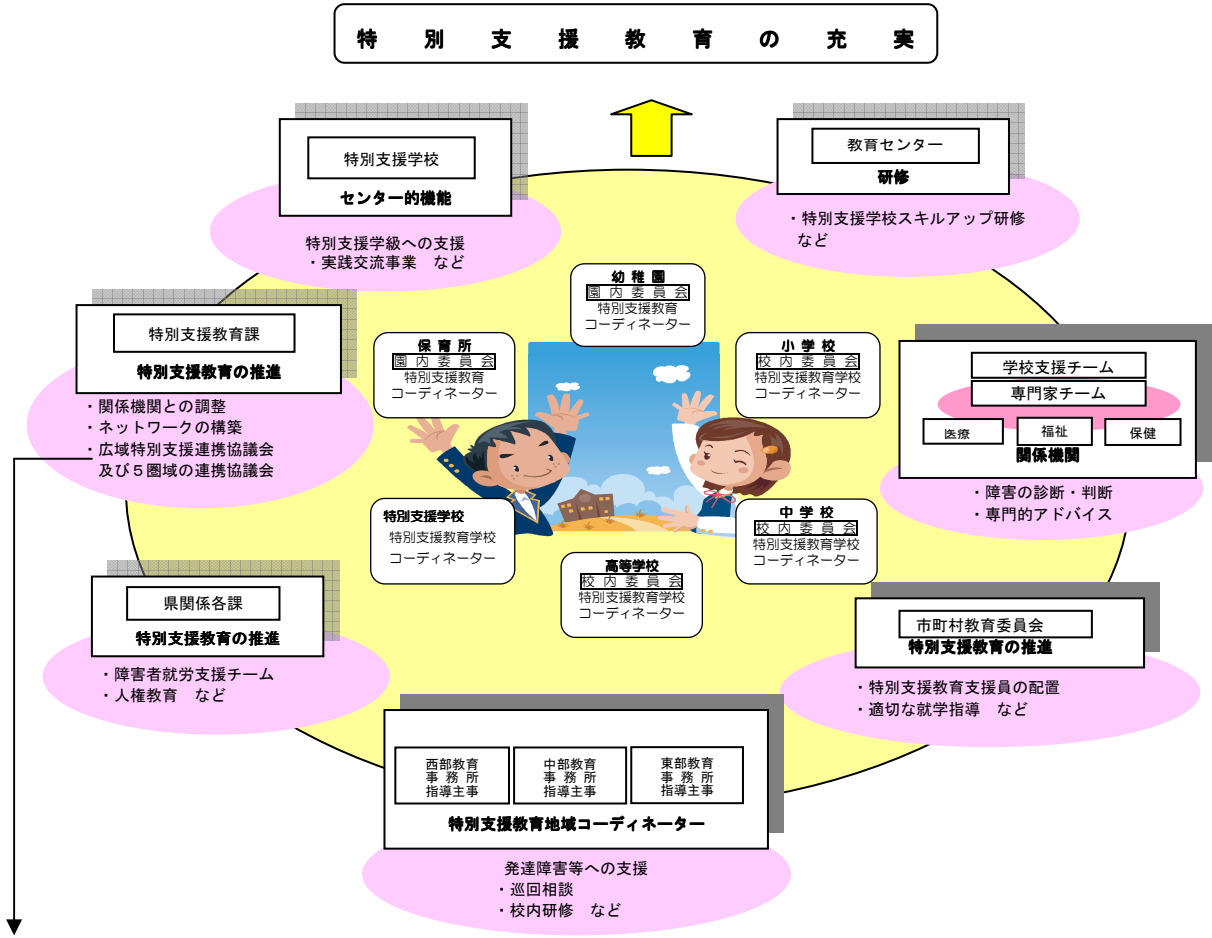 特別支援教育の充実
特別支援学校
センター的機能
特別支援学級への支援
・実践交流事業 など
教育センター
研修
・特別支援学校スキルアップ研修
など
幼稚園
園内委員会
特別支援教育
コーディネーター
保育所
園内委員会
特別支援教育
コーディネーター
小学校
校内委員会
特別支援教育学校
コーディネーター
特別支援教育課
特別支援教育の推進
・関係機関との調整
・ネットワークの構築
・広域特別支援連携協議会
及び5圏域の連携協議会
学校支援チーム
専門家チーム
医療
福祉
保健
関係機関
・障害の診断・判断
・専門的アドバイス
特別支援学校
特別支援教育学校
コーディネーター
中学校
校内委員会
特別支援教育学校
コーディネーター
高等学校
校内委員会
特別支援教育学校
コーディネーター
県関係各課
特別支援教育の推進
・障害者就労支援チーム
・人権教育 など
市町村教育委員会
特別支援教育の推進
・特別支援教育支援員の配置
・適切な就学指導 など
西部教育
事務所
指導主事
中部教育
事務所
指導主事
東部教育
事務所
指導主事
特別支援教育地域コーディネーター
発達障害等への支援
・巡回相談
・校内研修 など